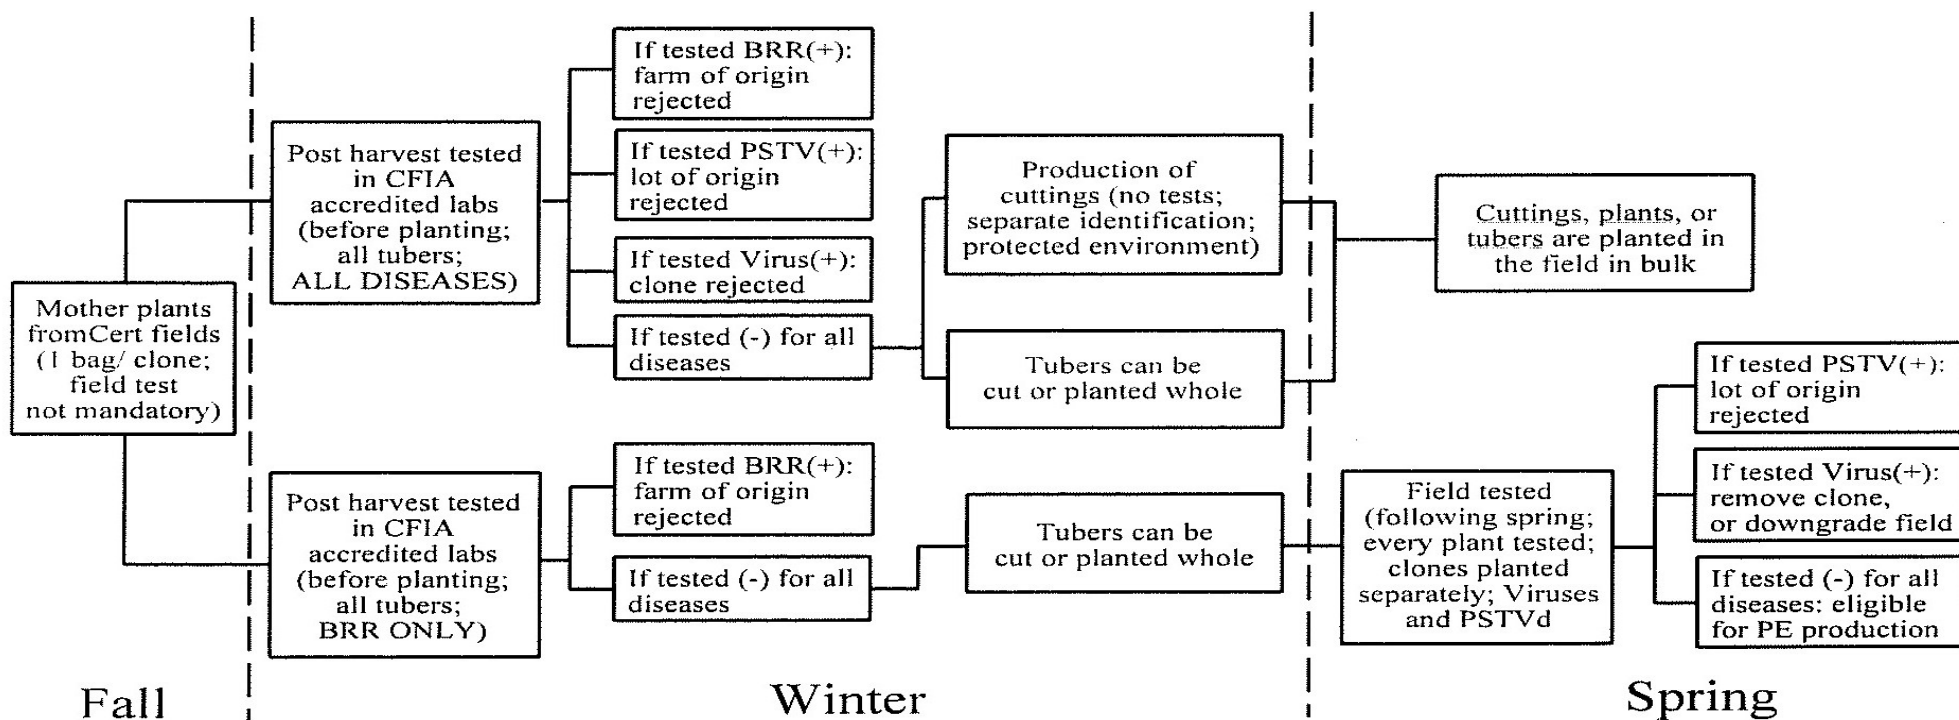 Mother plants
fromCert fields
(1 bag/ clone;
field test
not mandatory)
Post harvest tested
in CFIA
accredited labs
(before planting;
all tubers;
ALL DISEASES)
If tested BRR(+):
farm of origin
rejected
If tested PSTV(+):
lot of origin
rejected
If tested Virus(+):
clone rejected
If tested (-) for all
diseases
Production of
cuttings (no tests;
separate identification;
protected environment)
Tubers can be
cut or planted whole
Cuttings, plants, or
tubers are planted in
the field in bulk
Post harvest tested
in CFIA
accredited labs
(before planting;
all tubers;
BRR ONLY)
If tested BRR(+):
farm of origin
rejected
If tested (-) for all
diseases
Tubers can be
cut or planted whole
Field tested
(following spring;
every plant tested;
clones planted
separately; Viruses
and PSTVd
If tested PSTV(+):
lot of origin
rejected
If tested Virus(+):
remove clone,
or downgrade field
If tested (-) for all
diseases: eligible
for PE production
Fall
Winter
Spring